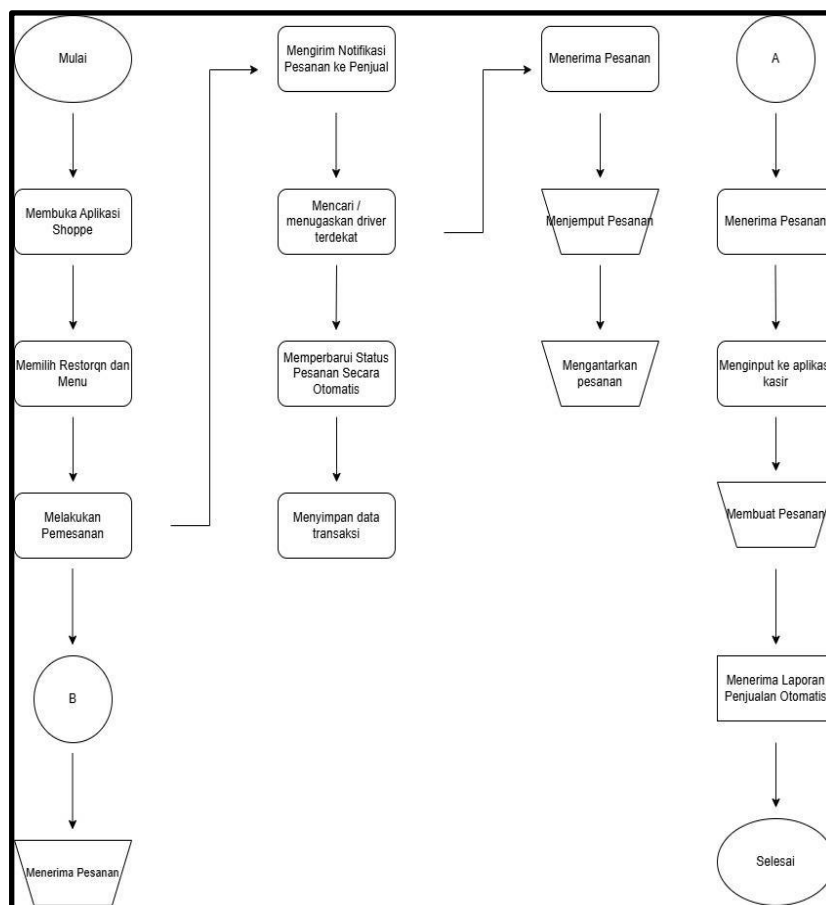 Mulai
Membuka Aplikasi
Shoppe
Memilih Restorqn dan
Menu
Melakukan
Pemesanan
B
Menerima Pesanan
Mengirim Notifikasi
Pesanan ke Penjual
Mencari /
menugaskan driver
terdekat
Memperbarui Status
Pesanan Secara
Otomatis
Menyimpan data
transaksi
Menerima Pesanan
Menjemput Pesanan
Mengantarkan
pesanan
A
Menerima Pesanan
Menginput ke aplikasi
kasir
Membuat Pesanan
Menerima Laporan
Penjualan Otomatis
Selesai